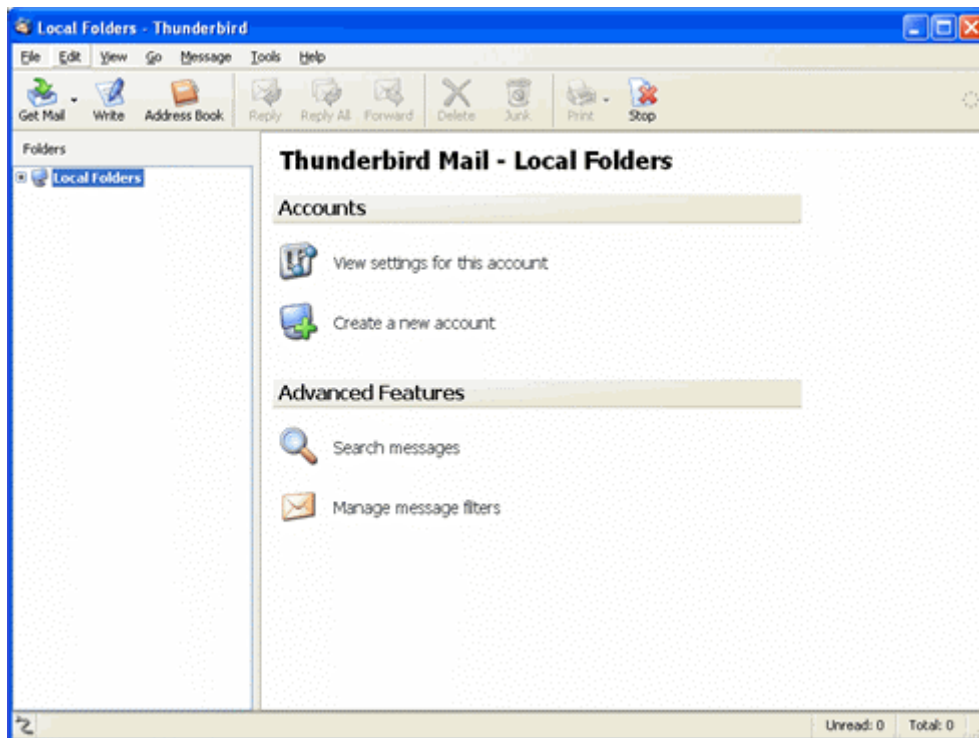 Local Folders - Thunderbird
File Edit View Go Message Tools Help
Get Mail Write Address Book Reply Reply All Forward Delete Junk Print Stop
Folders
Local Folders
Thunderbird Mail - Local Folders
Accounts
View settings for this account
Create a new account
Advanced Features
Search messages
Manage message filters
Unread: 0 Total: 0